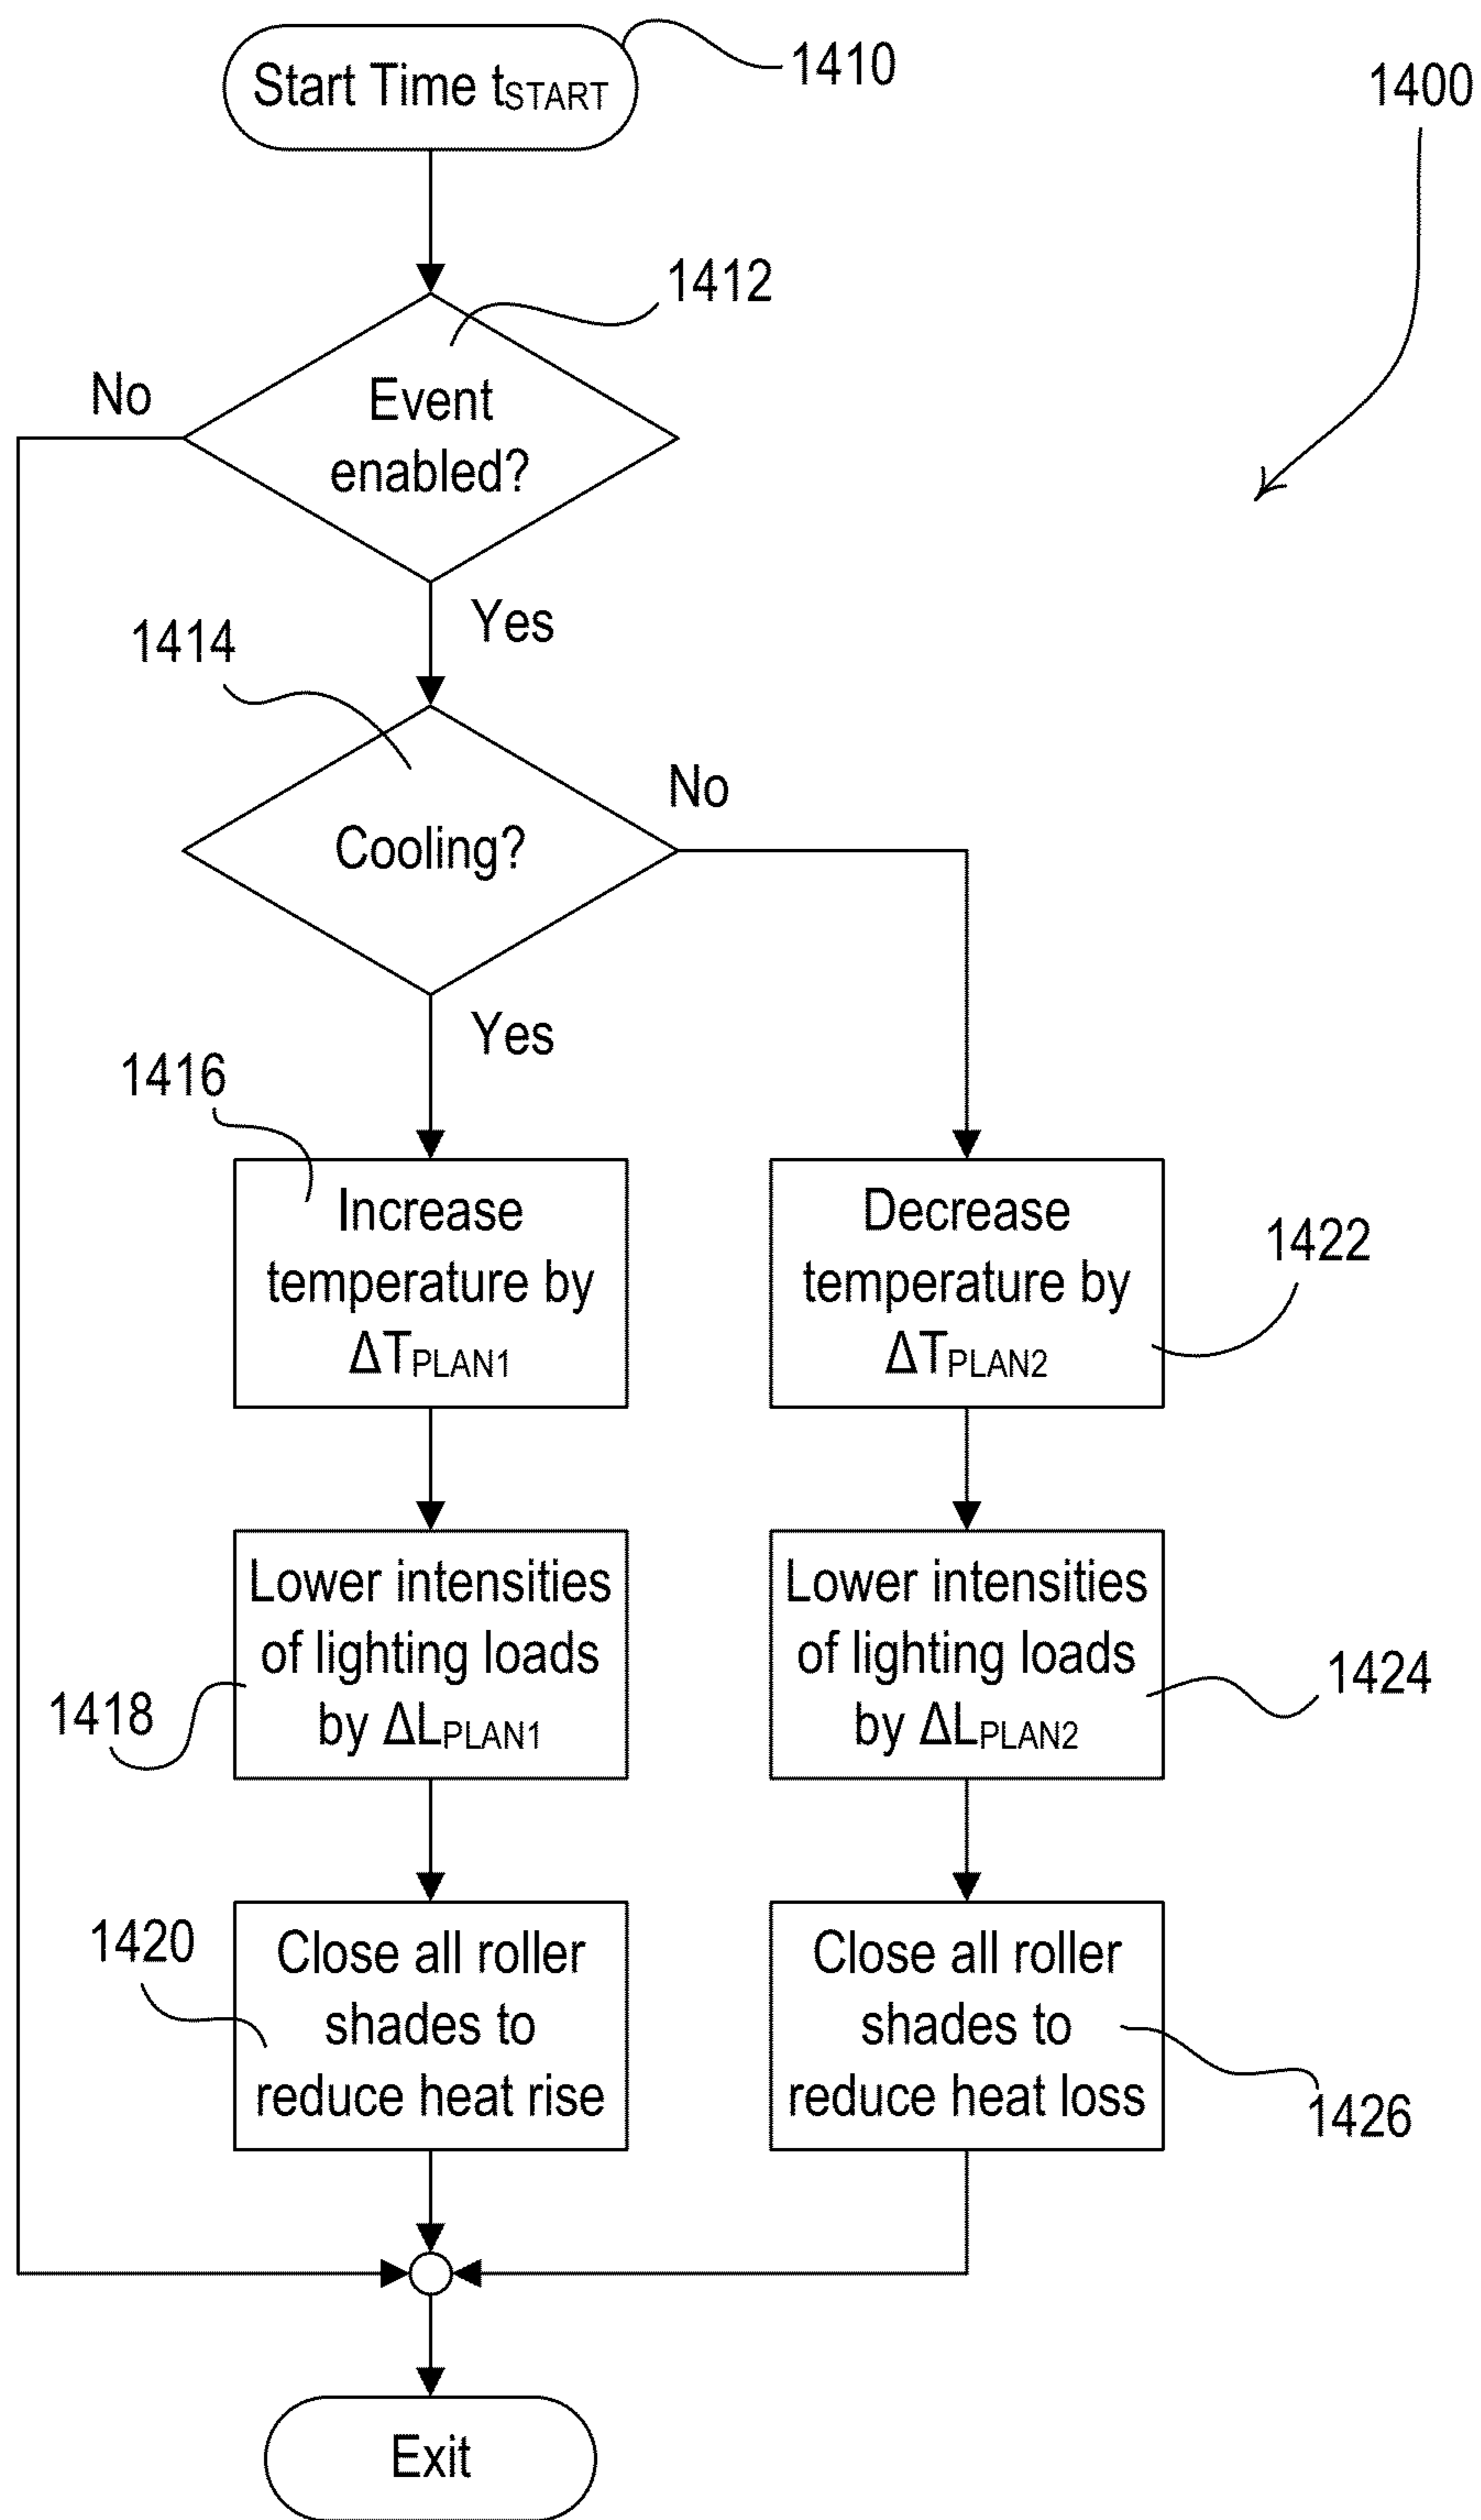 Start Time tSTART
1410
1400
1412
No
Event
enabled?
Yes
1414
No
Cooling?
Yes
1416
Increase
temperature by
ΔTPLAN1
Decrease
temperature by
ΔTPLAN2
1422
Lower intensities
of lighting loads
by ΔLPLAN1
1418
Lower intensities
of lighting loads
by ΔLPLAN2
1424
1420
Close all roller
shades to
reduce heat rise
Close all roller
shades to
reduce heat loss
1426
Exit